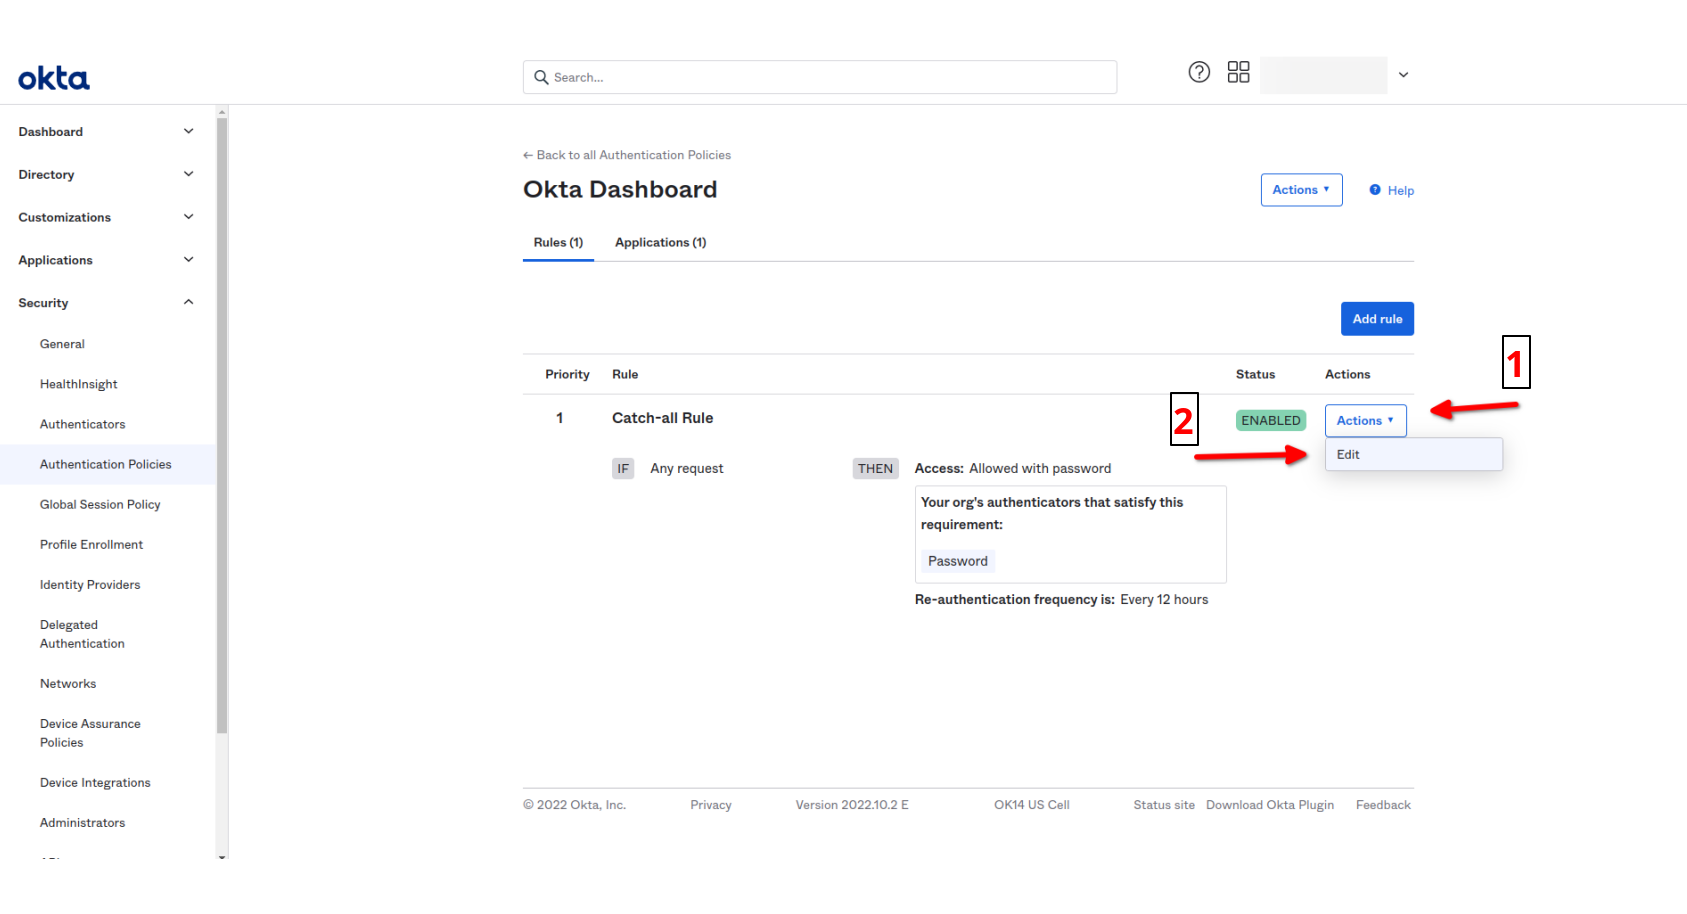 okta
Search...
Dashboard
Directory
Customizations
Applications
Security
General
HealthInsight
Authenticators
Authentication Policies
Global Session Policy
Profile Enrollment
Identity Providers
Delegated
Authentication
Networks
Device Assurance
Policies
Device Integrations
Administrators
← Back to all Authentication Policies
Okta Dashboard
Actions
Help
Rules (1)
Applications (1)
Add rule
Priority Rule Status Actions
1
1 Catch-all Rule ENABLED Actions
2
Edit
IF Any request THEN Access: Allowed with password
Your org's authenticators that satisfy this
requirement:
Password
Re-authentication frequency is: Every 12 hours
© 2022 Okta, Inc. Privacy Version 2022.10.2 E OK14 US Cell Status site Download Okta Plugin Feedback